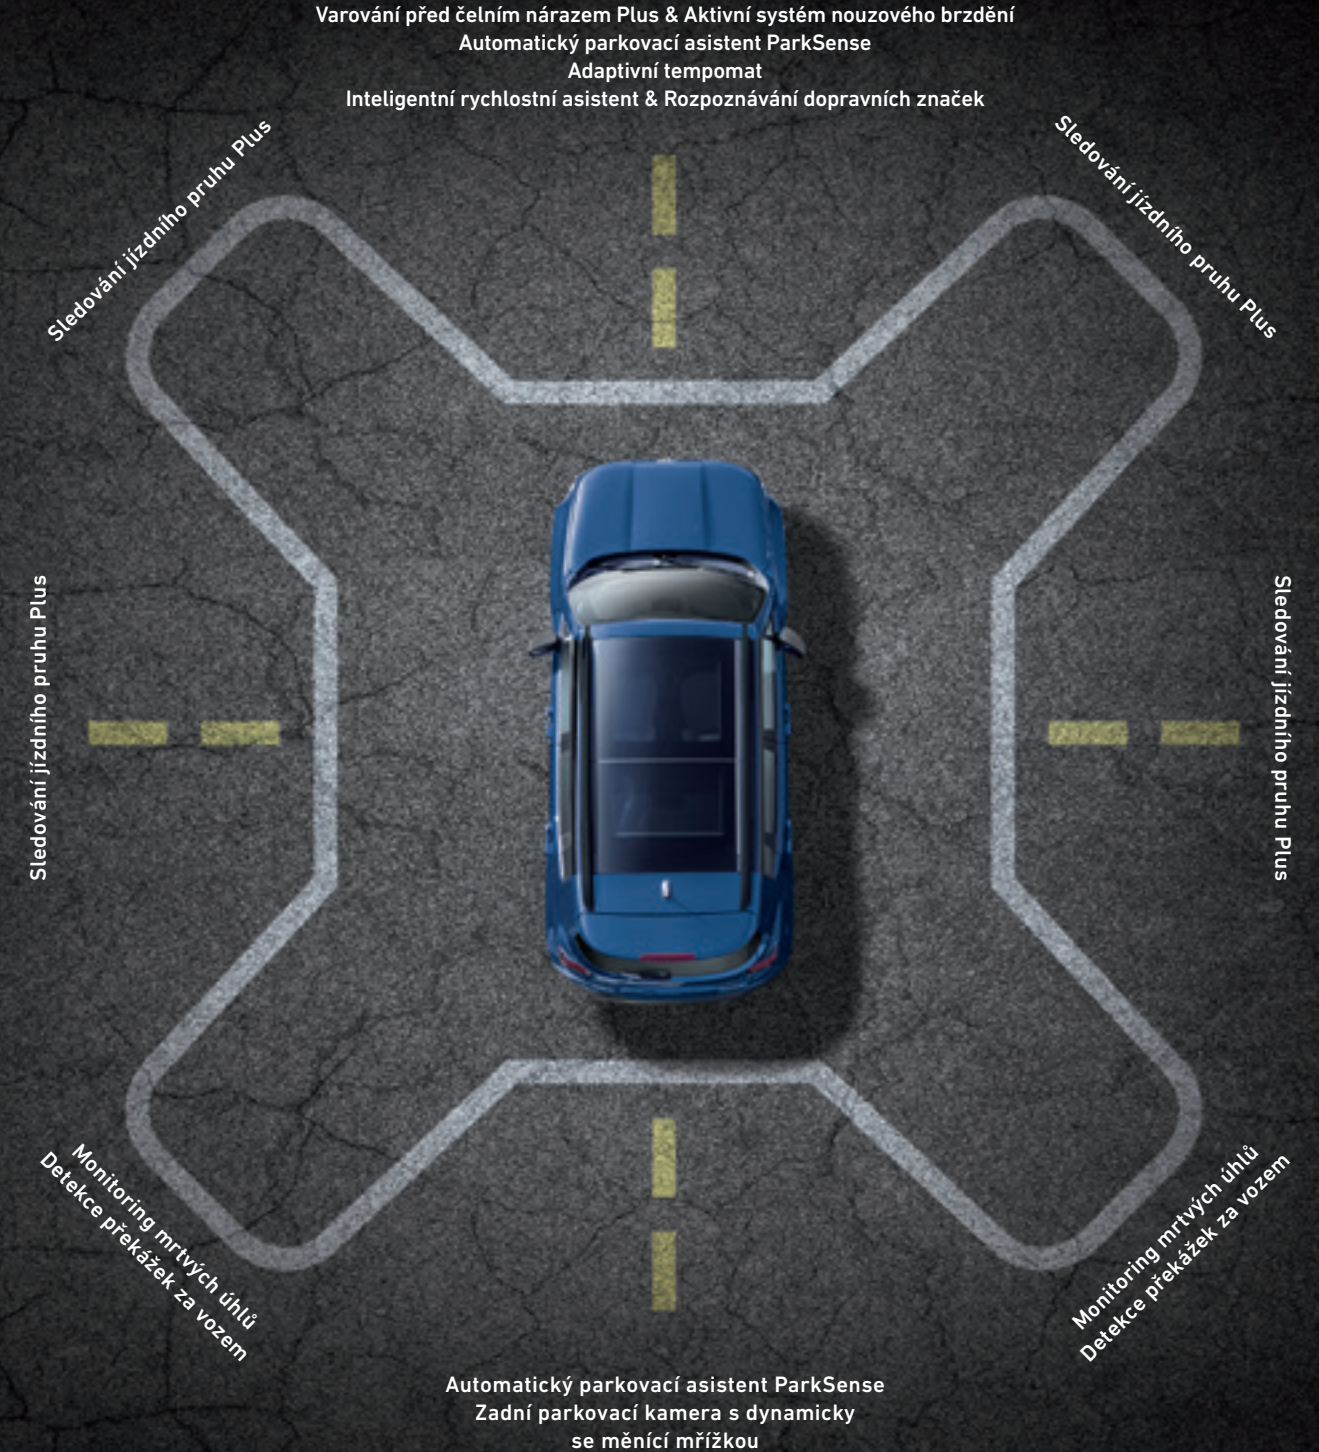 Varování před čelním nárazem Plus & Aktivní systém nouzového brzdění
Automatický parkovací asistent ParkSense
Adaptivní tempomat
Inteligentní rychlostní asistent & Rozpoznávání dopravních značek
Sledování jízdního pruhu Plus
Sledování jízdního pruhu Plus
Sledování jízdního pruhu Plus
Sledování jízdního pruhu Plus
Monitoring mrtvých úhlů
Detekce překážek za vozem
Monitoring mrtvých úhlů
Detekce překážek za vozem
Automatický parkovací asistent ParkSense
Zadní parkovací kamera s dynamicky
se měnící mřížkou